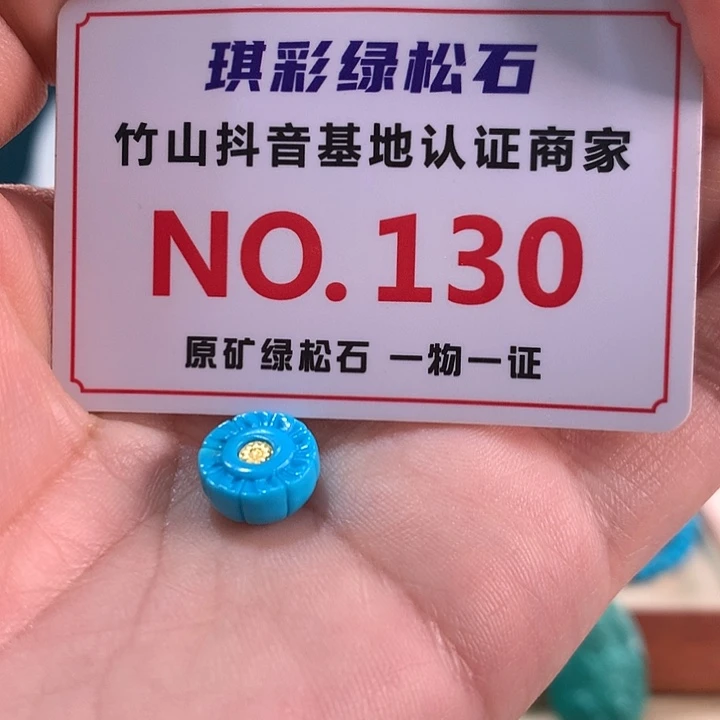 琪彩绿松石
竹山抖音基地认证商家
NO.130
原矿绿松石 一物一证